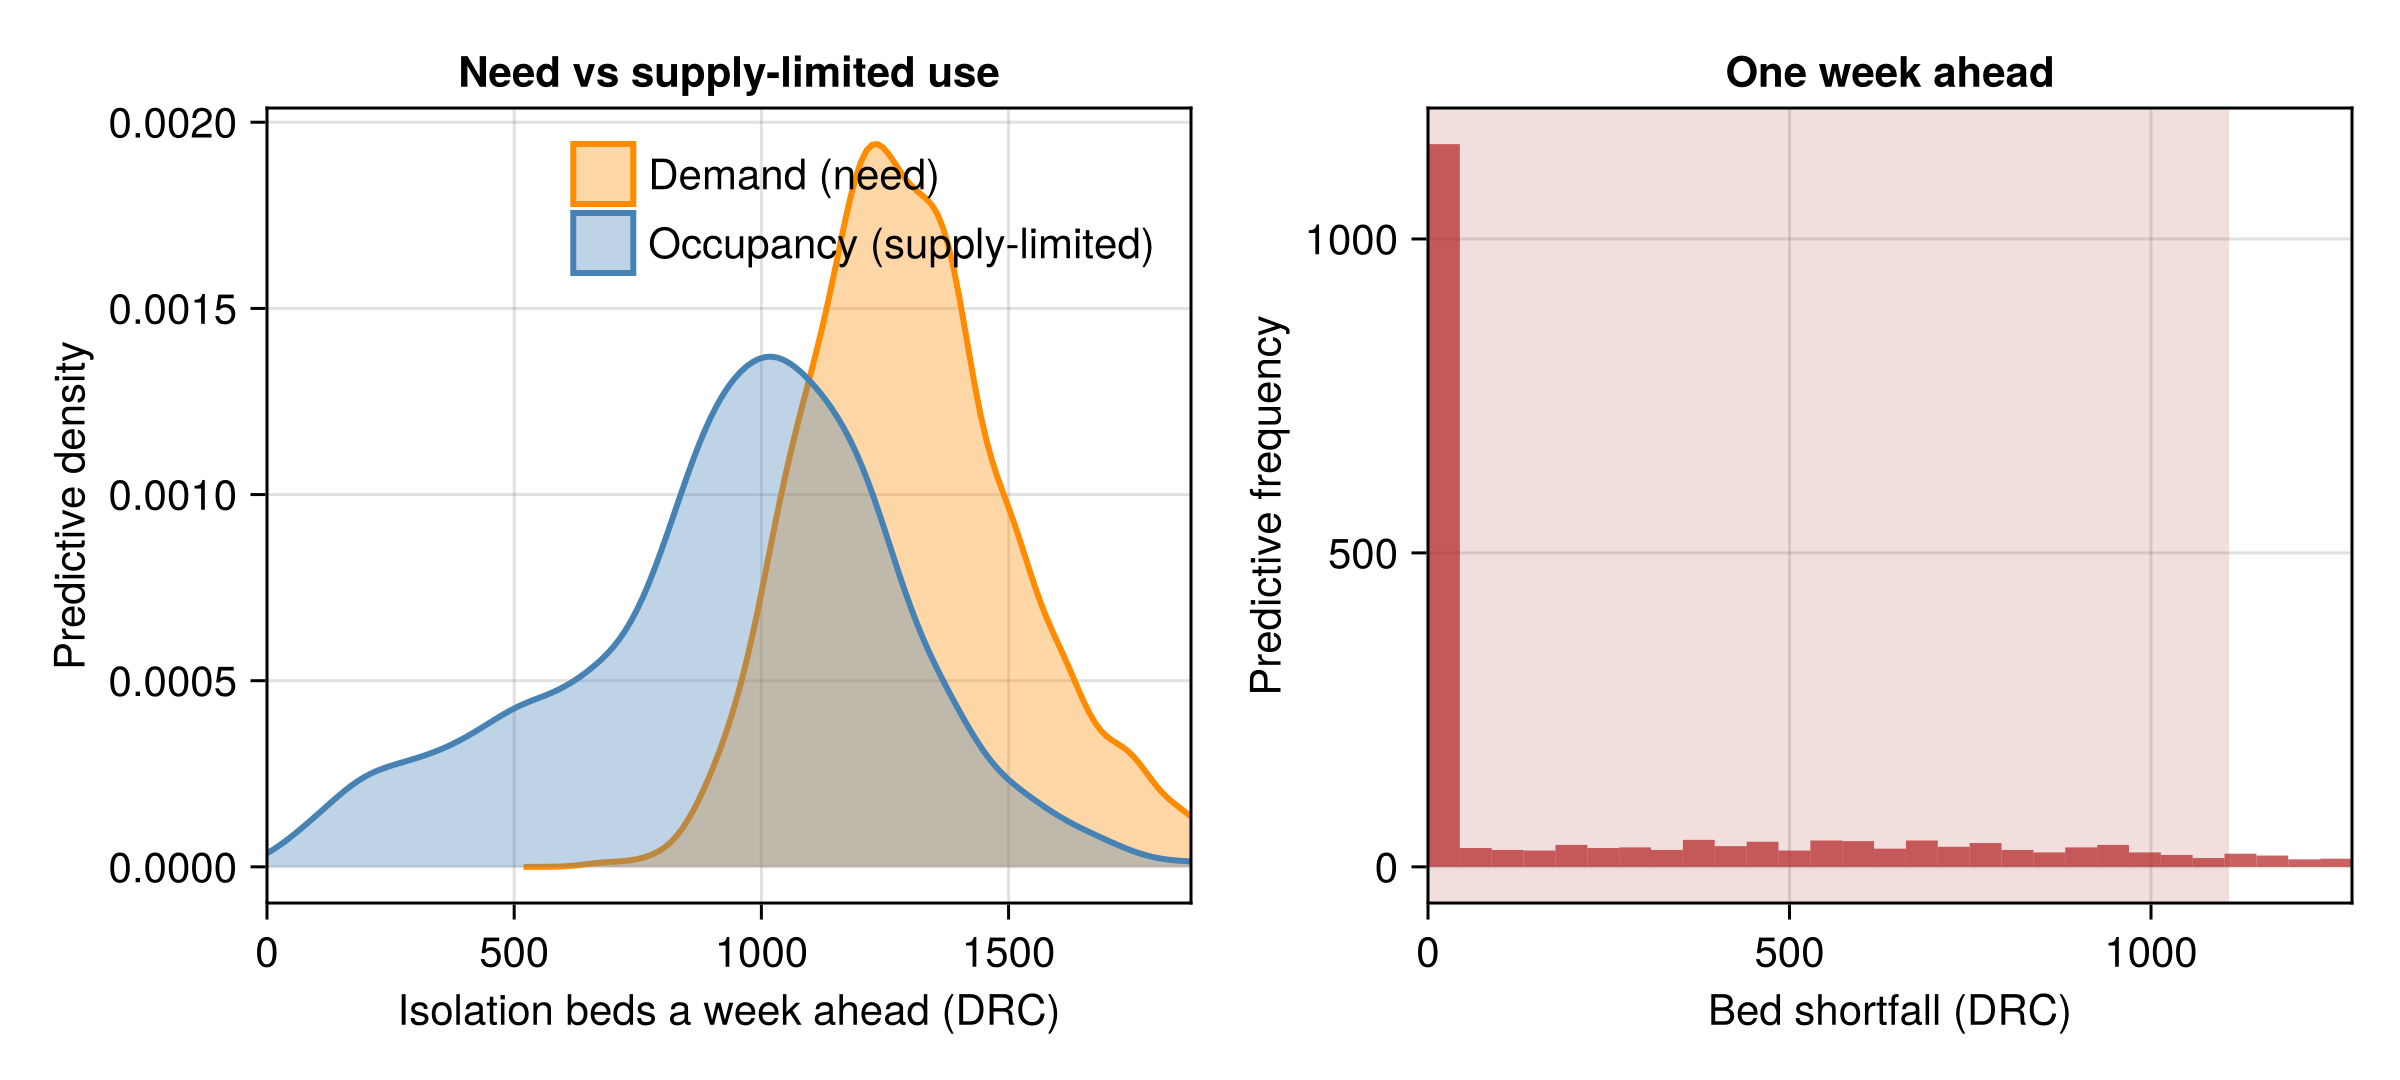 Need vs supply-limited use
0.0020
0.0015
0.0010
0.0005
0.0000
Predictive density
Demand (need)
Occupancy (supply-limited)
0 500 1000 1500
Isolation beds a week ahead (DRC)
One week ahead
1000
500
0
Predictive frequency
0 500 1000
Bed shortfall (DRC)